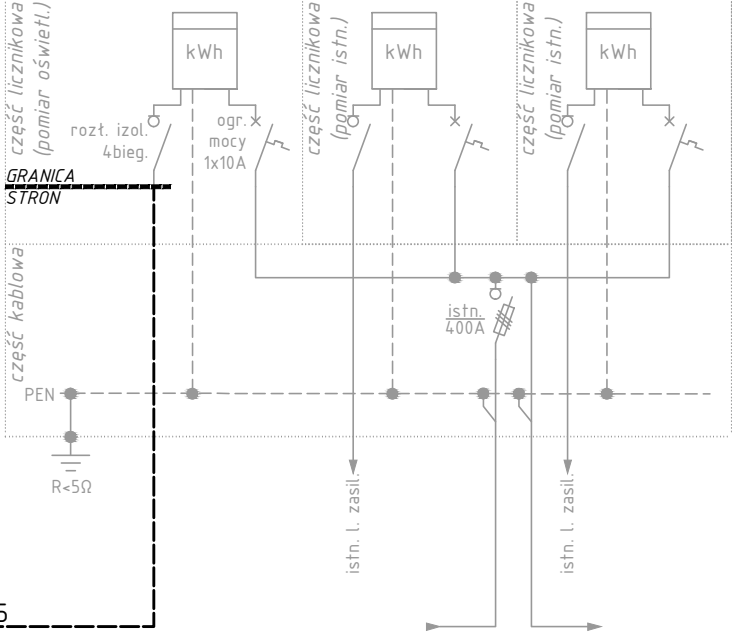 część licznikowa
(pomiar oświetl.)
kWh
rozł. izol.
4bieg.
ogr.
mocy
1x10A
część licznikowa
(pomiar istn.)
kWh
część licznikowa
(pomiar istn.)
kWh
GRANICA
STRON
część kablowa
istn.
400A
PEN
R<5Ω
istn. l. zasil.
istn. l. zasil.